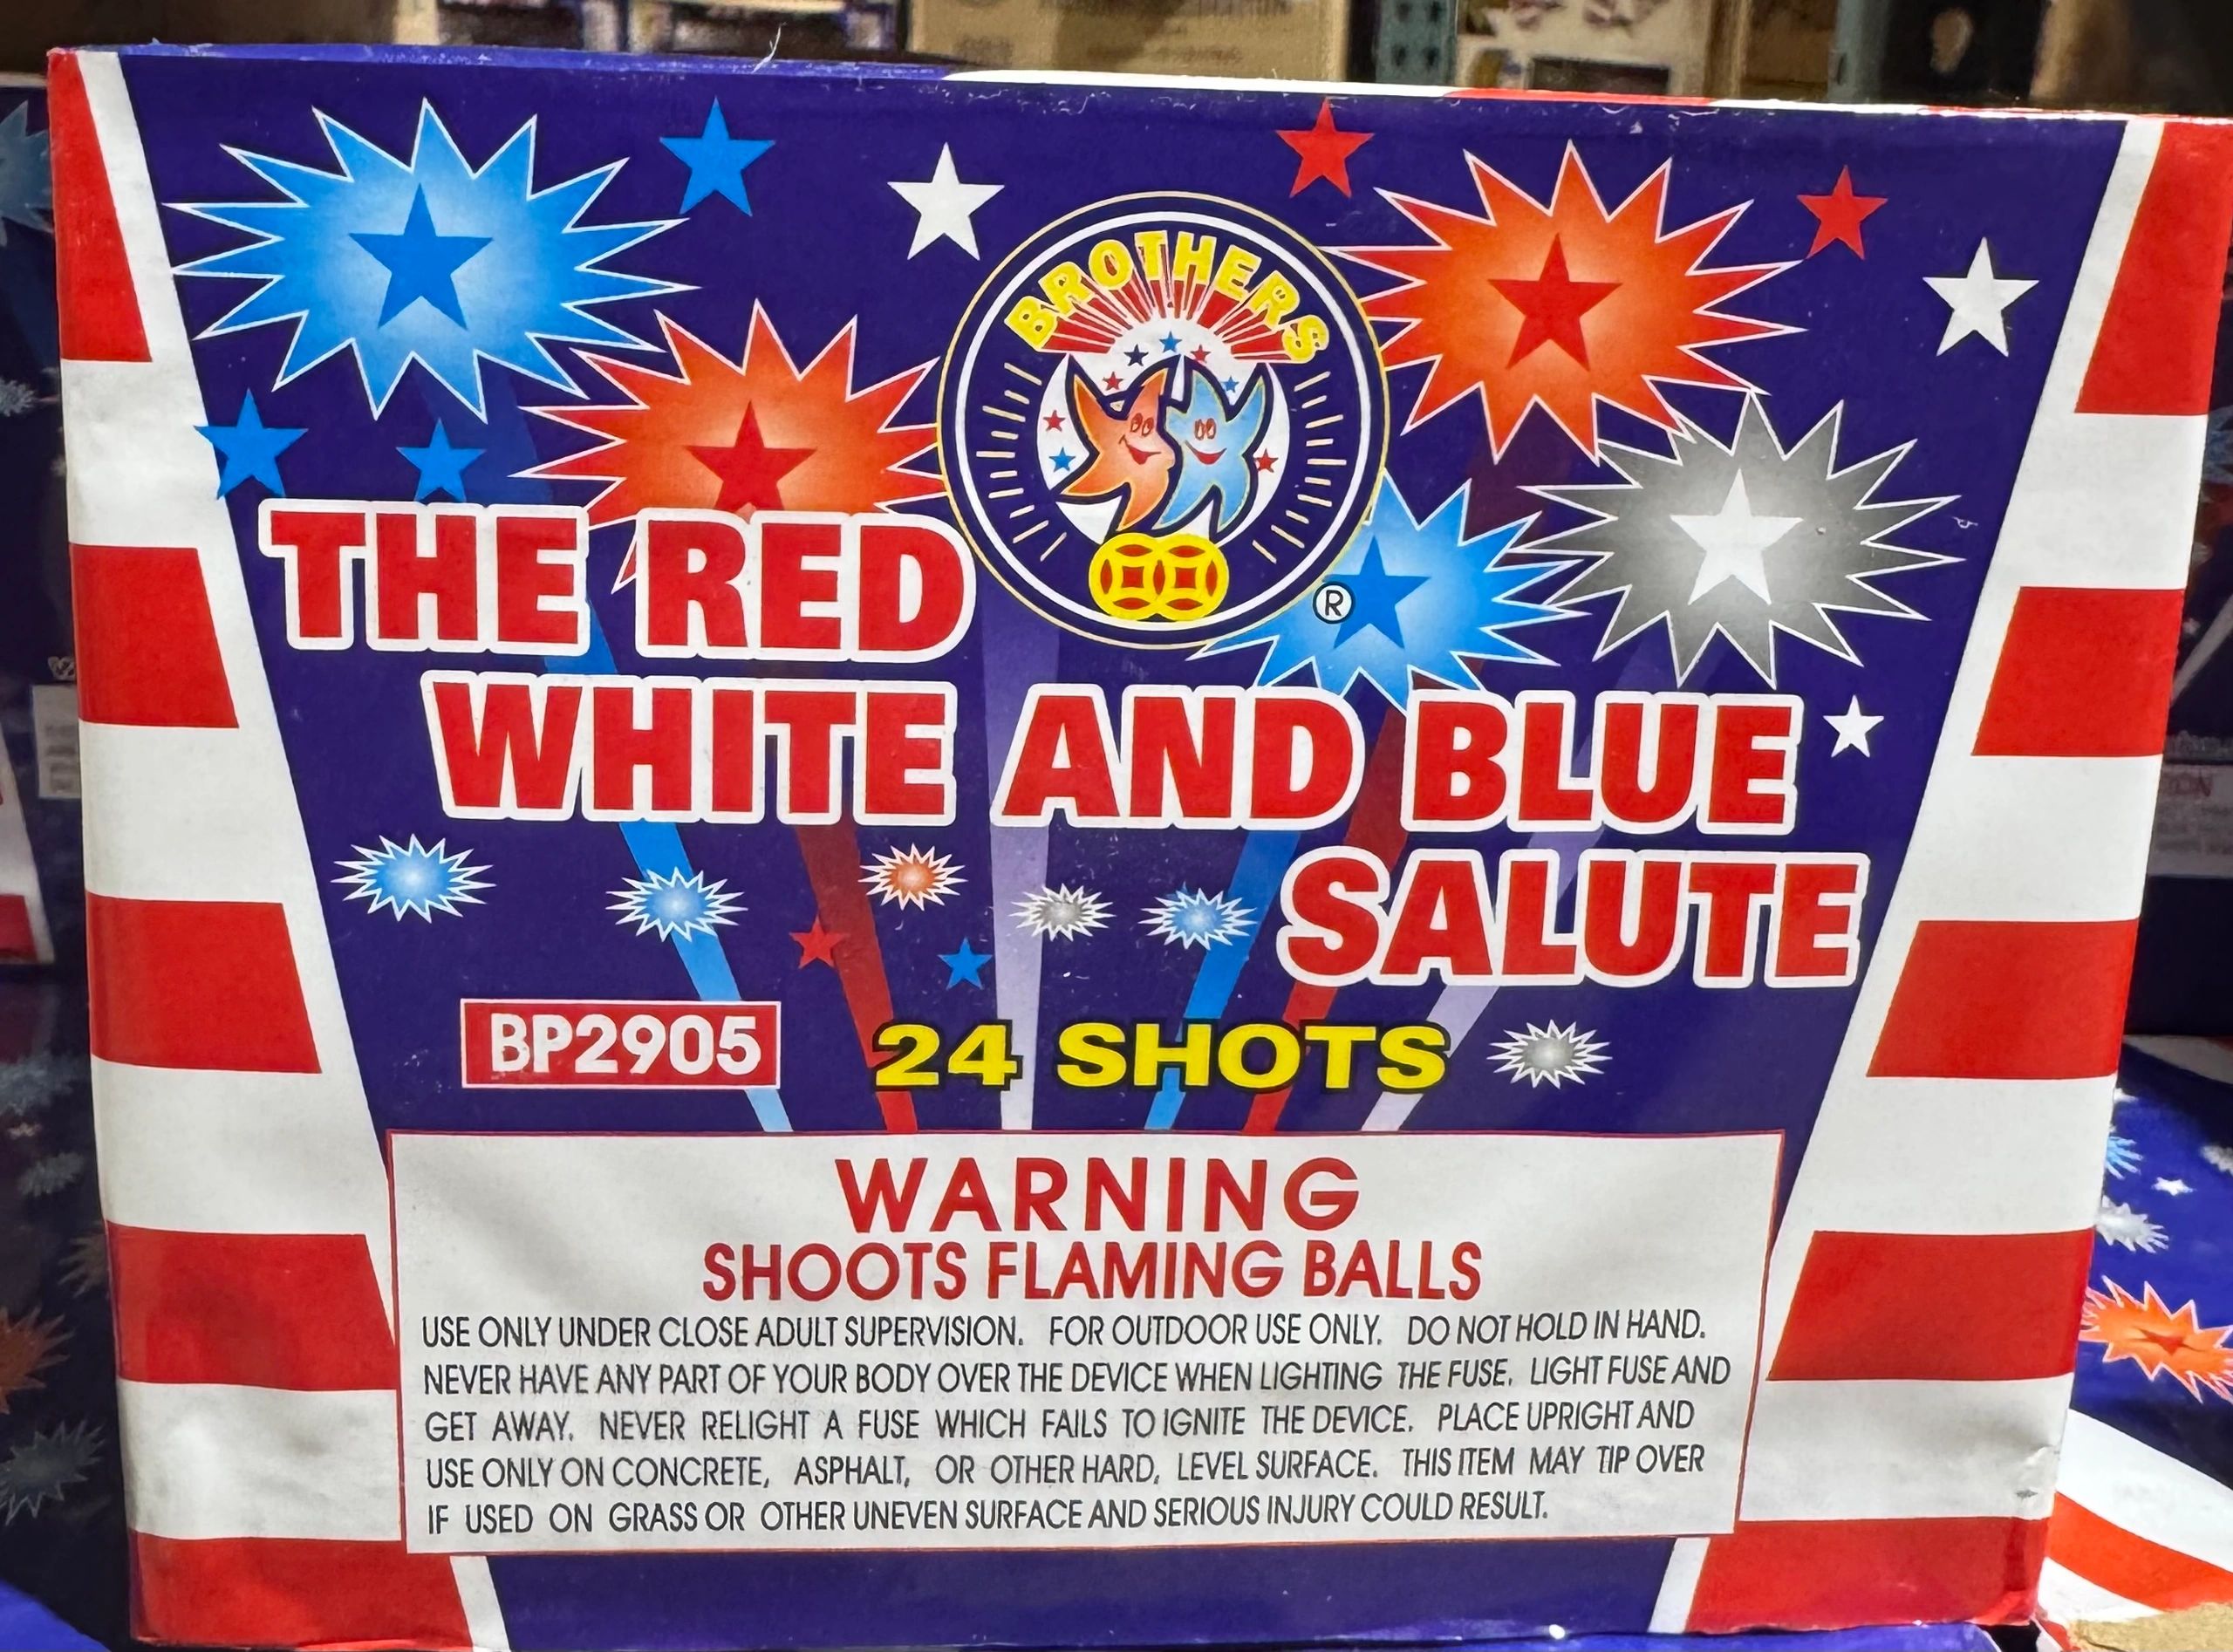 BROTHERS
®
THE RED
WHITE AND BLUE
SALUTE
BP2905
24 SHOTS
WARNING
SHOOTS FLAMING BALLS
USE ONLY UNDER CLOSE ADULT SUPERVISION. FOR OUTDOOR USE ONLY. DO NOT HOLD IN HAND.
NEVER HAVE ANY PART OF YOUR BODY OVER THE DEVICE WHEN LIGHTING THE FUSE. LIGHT FUSE AND
GET AWAY. NEVER RELIGHT A FUSE WHICH FAILS TO IGNITE THE DEVICE. PLACE UPRIGHT AND
USE ONLY ON CONCRETE, ASPHALT, OR OTHER HARD, LEVEL SURFACE. THIS ITEM MAY TIP OVER
IF USED ON GRASS OR OTHER UNEVEN SURFACE AND SERIOUS INJURY COULD RESULT.